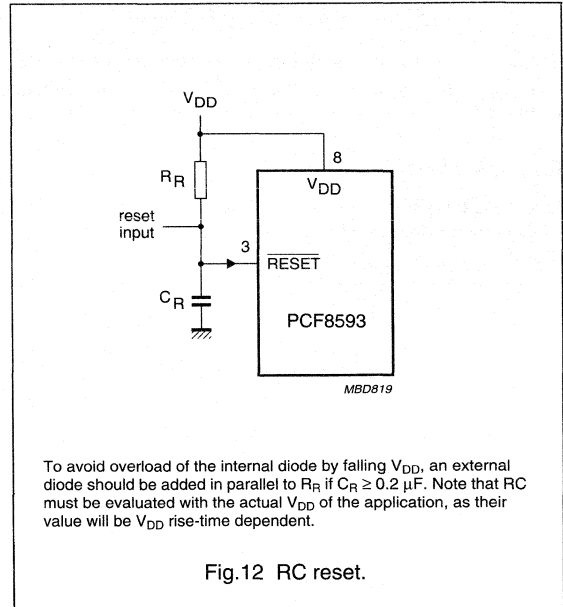 VDD
8
RR
VDD
reset
input
3
RESET
CR
PCF8593
MBD819
To avoid overload of the internal diode by falling VDD, an external
diode should be added in parallel to RR if CR ≥ 0.2 μF. Note that RC
must be evaluated with the actual VDD of the application, as their
value will be VDD rise-time dependent.
Fig.12 RC reset.